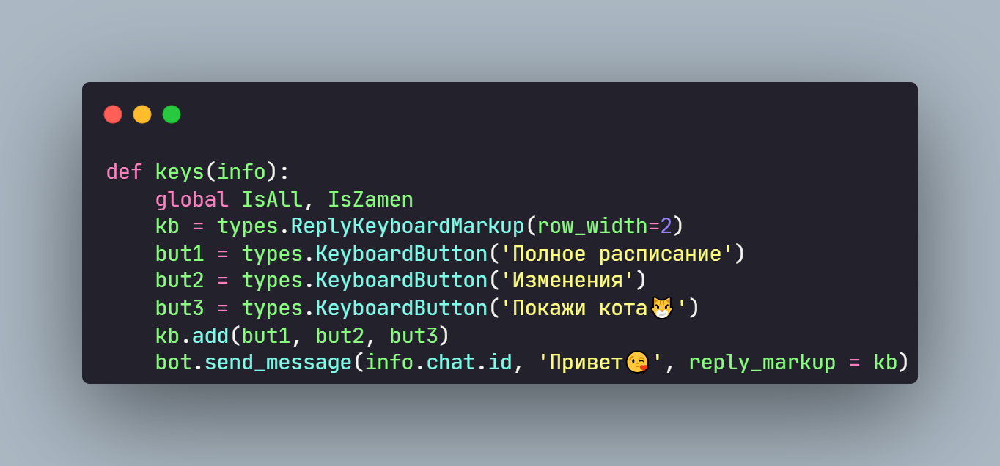 def keys(info):
    global IsAll, IsZamen
    kb = types.ReplyKeyboardMarkup(row_width=2)
    but1 = types.KeyboardButton('Полное расписание')
    but2 = types.KeyboardButton('Изменения')
    but3 = types.KeyboardButton('Покажи кота😼')
    kb.add(but1, but2, but3)
    bot.send_message(info.chat.id, 'Привет😘', reply_markup = kb)